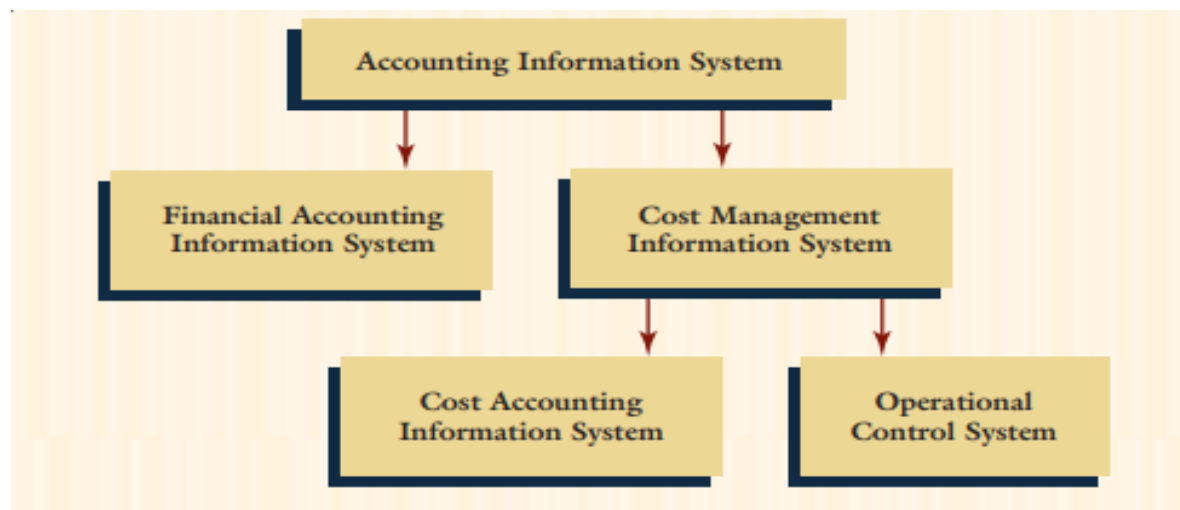 Accounting Information System
Financial Accounting
Information System
Cost Management
Information System
Cost Accounting
Information System
Operational
Control System